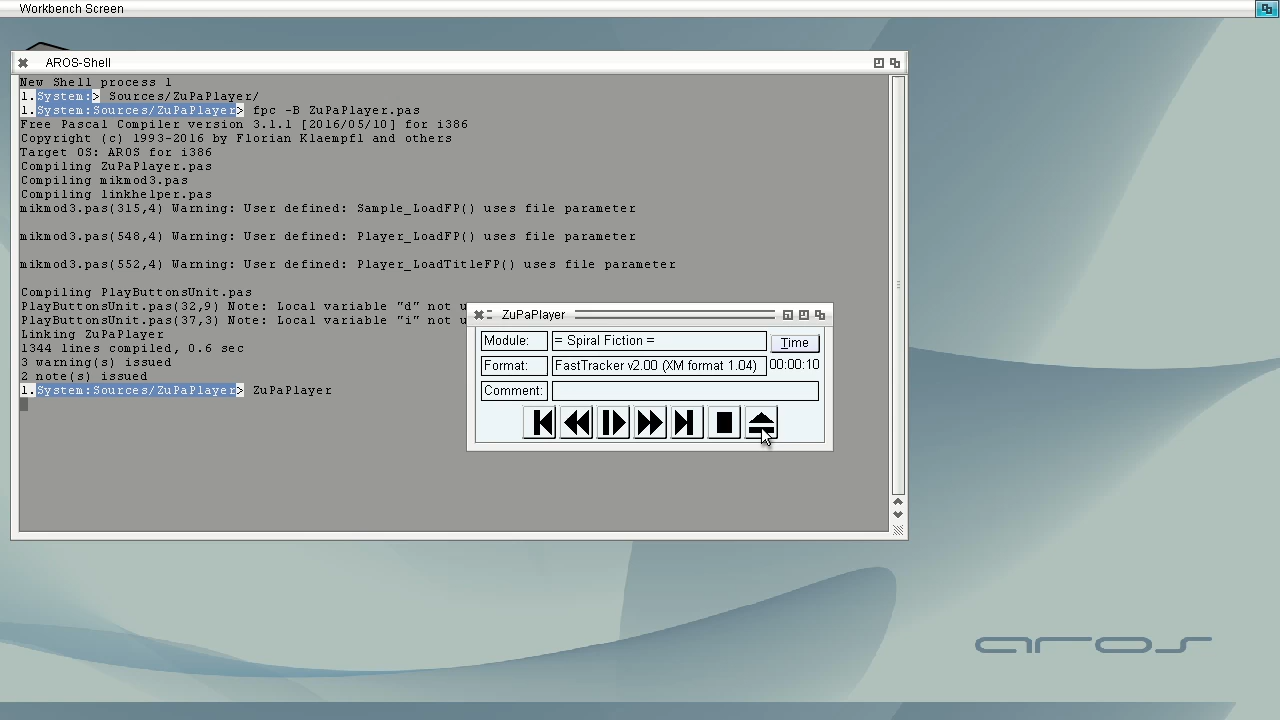 Workbench Screen
AROS-Shell
New Shell process 1
1.System:> Sources/ZuPaPlayer/
1.System:Sources/ZuPaPlayer> fpc -B ZuPaPlayer.pas
Free Pascal Compiler version 3.1.1 [2016/05/10] for i386
Copyright (c) 1993-2016 by Florian Klaempfl and others
Target OS: AROS for i386
Compiling ZuPaPlayer.pas
Compiling mikmod3.pas
Compiling linkhelper.pas
mikmod3.pas(315,4) Warning: User defined: Sample_LoadFP() uses file parameter
mikmod3.pas(548,4) Warning: User defined: Player_LoadFP() uses file parameter
mikmod3.pas(552,4) Warning: User defined: Player_LoadTitleFP() uses file parameter
Compiling PlayButtonsUnit.pas
PlayButtonsUnit.pas(32,9) Note: Local variable "d" not u
PlayButtonsUnit.pas(37,3) Note: Local variable "i" not u
Linking ZuPaPlayer
1344 lines compiled, 0.6 sec
3 warning(s) issued
2 note(s) issued
1.System:Sources/ZuPaPlayer> ZuPaPlayer
ZuPaPlayer
Module: = Spiral Fiction = Time
Format: FastTracker v2.00 (XM format 1.04) 00:00:10
Comment:
aros